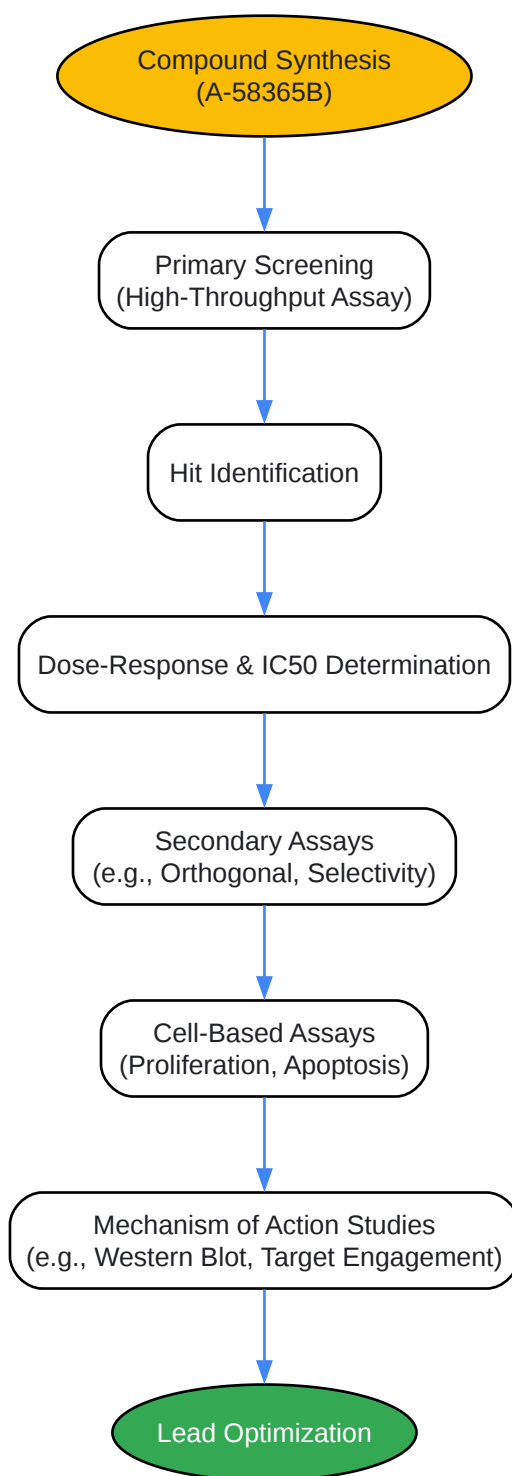 Compound Synthesis
(A-58365B)
Primary Screening
(High-Throughput Assay)
Hit Identification
Dose-Response & IC50 Determination
Secondary Assays
(e.g., Orthogonal, Selectivity)
Cell-Based Assays
(Proliferation, Apoptosis)
Mechanism of Action Studies
(e.g., Western Blot, Target Engagement)
Lead Optimization